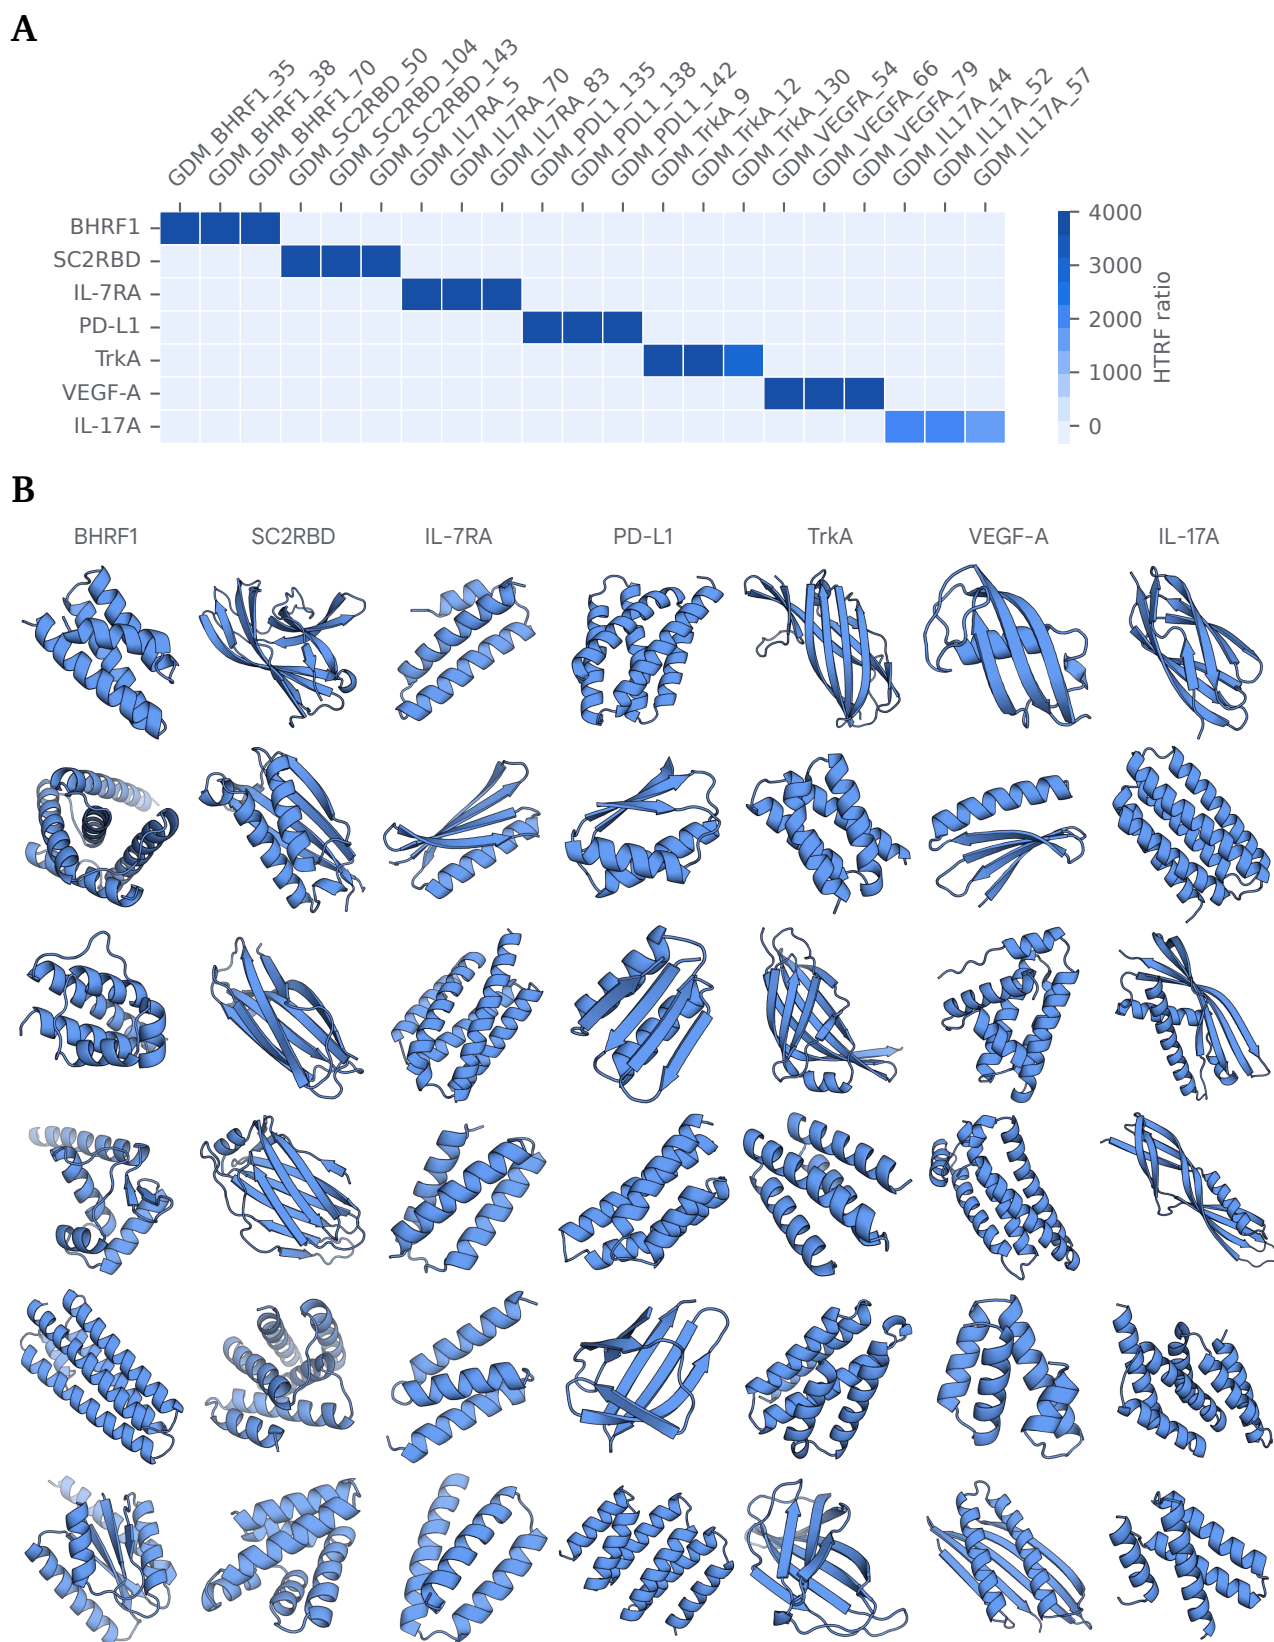 A
GDM_BHRF1_35
GDM_BHRF1_38
GDM_BHRF1_70
GDM_SC2RBD_50
GDM_SC2RBD_104
GDM_SC2RBD_143
GDM_IL7RA_5
GDM_IL7RA_70
GDM_IL7RA_83
GDM_PDL1_135
GDM_PDL1_138
GDM_PDL1_142
GDM_TrkA_9
GDM_TrkA_12
GDM_TrkA_130
GDM_VEGFA_54
GDM_VEGFA_66
GDM_VEGFA_79
GDM_IL17A_44
GDM_IL17A_52
GDM_IL17A_57
BHRF1
SC2RBD
IL-7RA
PD-L1
TrkA
VEGF-A
IL-17A
4000
3000
2000
1000
0
HTRF ratio
B
BHRF1 SC2RBD IL-7RA PD-L1 TrkA VEGF-A IL-17A